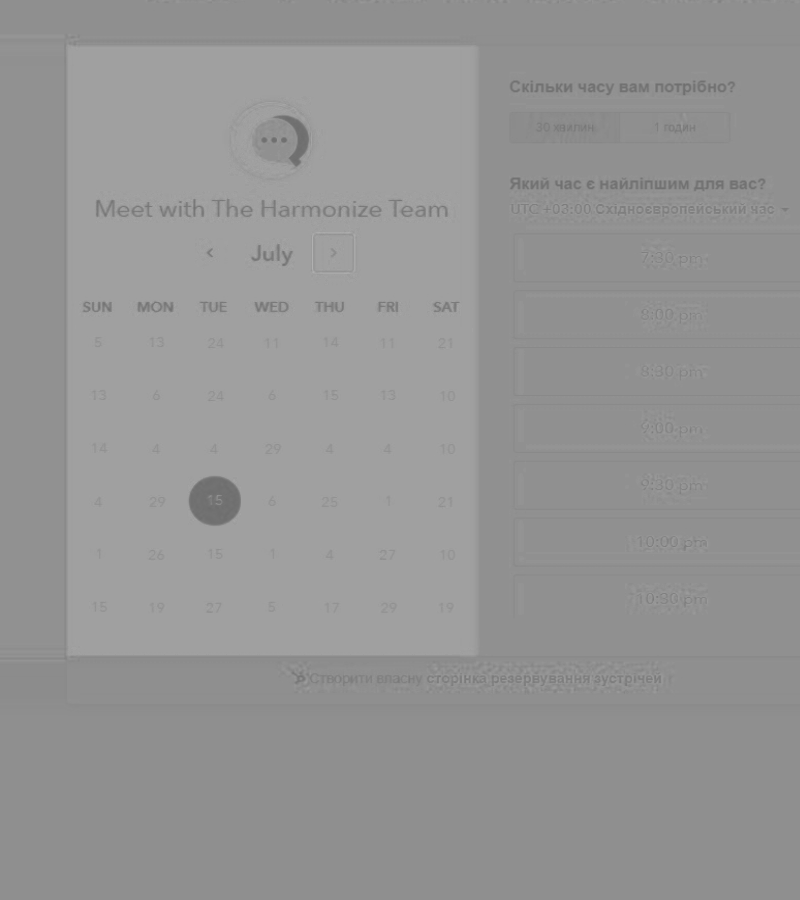 Meet with The Harmonize Team
July
SUN MON TUE WED THU FRI SAT
5 13 24 11 14 11 21
13 6 24 6 15 13 10
14 4 4 29 4 4 10
4 29 15 6 25 1 21
1 26 15 1 4 27 10
15 19 27 5 17 29 19
Скільки часу вам потрібно?
30 хвилин 1 годин
Який час є найліпшим для вас?
UTC +03:00 Східноєвропейський час
7:30 pm
8:00 pm
8:30 pm
9:00 pm
10:00 pm
10:30 pm
Створити власну сторінка резервування зустрічей